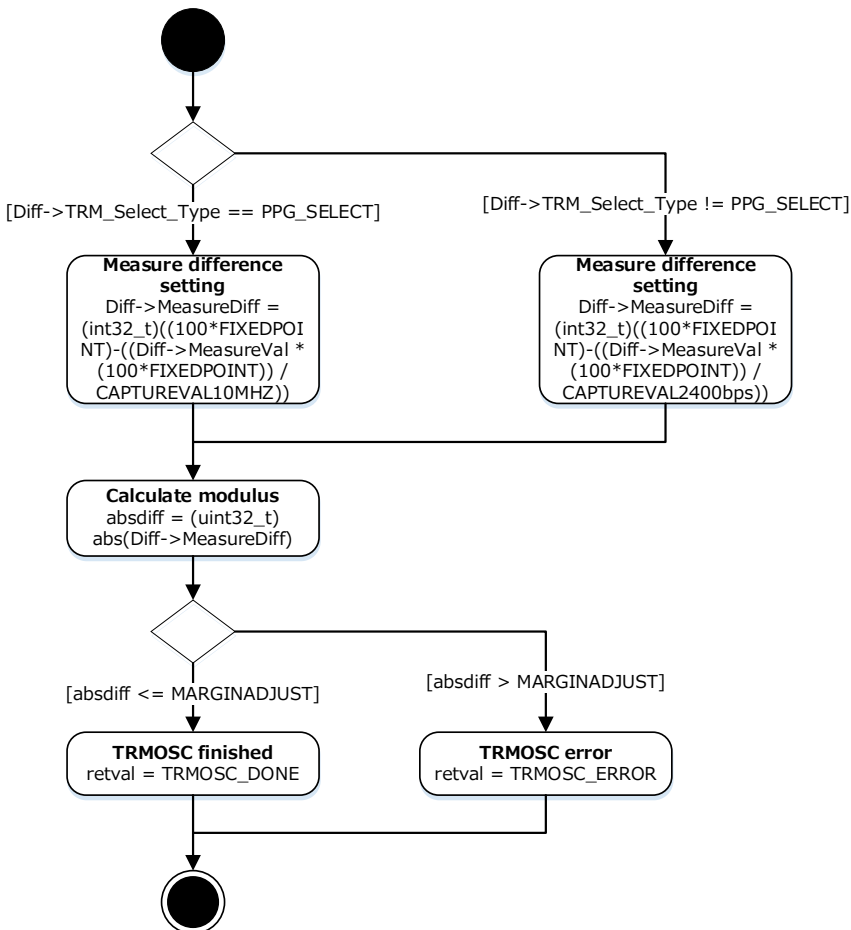 [Diff->TRM_Select_Type == PPG_SELECT]
[Diff->TRM_Select_Type != PPG_SELECT]
Measure difference
setting
Diff->MeasureDiff =
(int32_t)((100*FIXEDPOI
NT)-((Diff->MeasureVal *
(100*FIXEDPOINT)) /
CAPTUREVAL10MHZ))
Measure difference
setting
Diff->MeasureDiff =
(int32_t)((100*FIXEDPOI
NT)-((Diff->MeasureVal *
(100*FIXEDPOINT)) /
CAPTUREVAL2400bps))
Calculate modulus
absdiff = (uint32_t)
abs(Diff->MeasureDiff)
[absdiff <= MARGINADJUST]
[absdiff > MARGINADJUST]
TRMOSC finished
retval = TRMOSC_DONE
TRMOSC error
retval = TRMOSC_ERROR